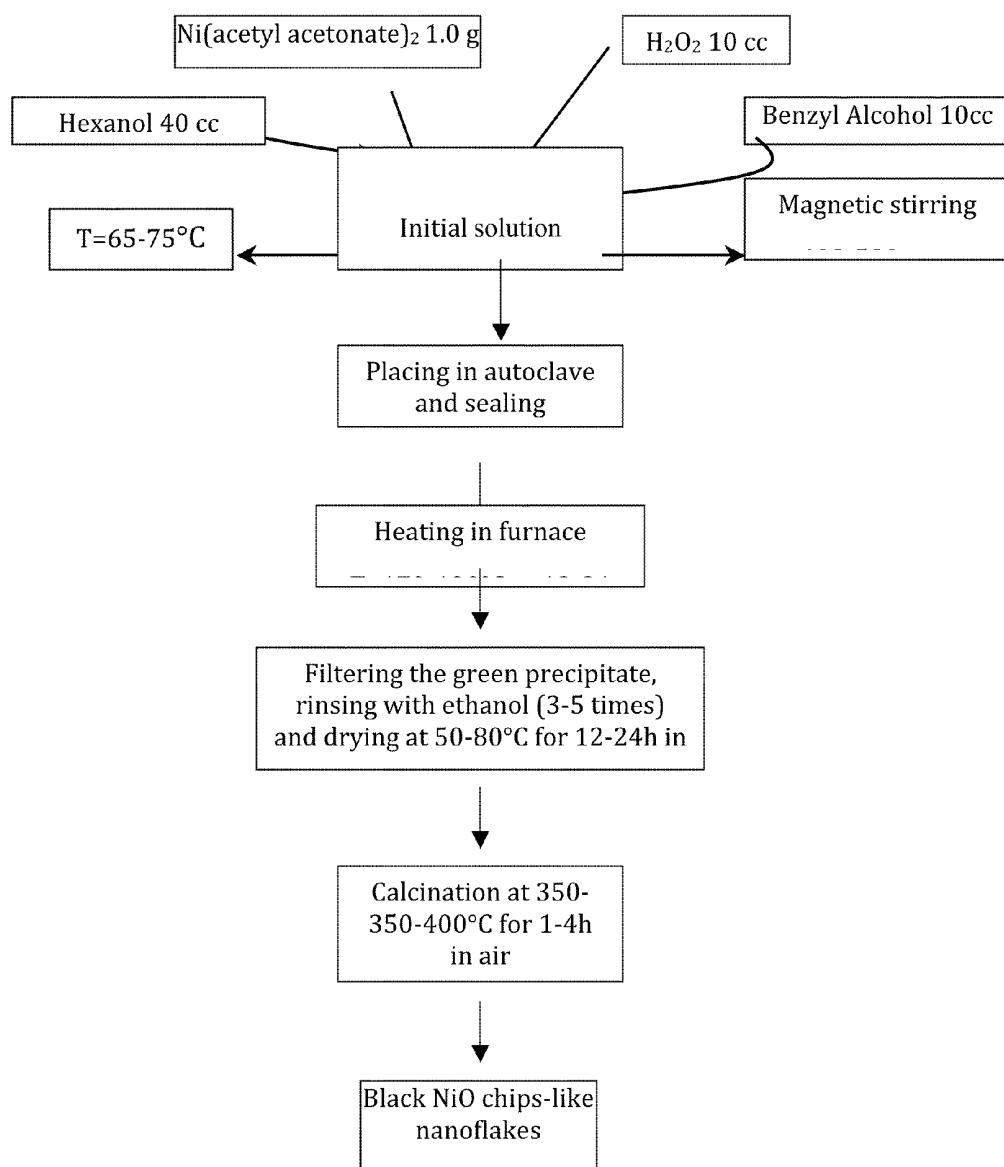 Ni(acetyl acetonate)₂ 1.0 g
H₂O₂ 10 cc
Hexanol 40 cc
Benzyl Alcohol 10cc
Initial solution
T=65-75°C
Magnetic stirring
Placing in autoclave
and sealing
Heating in furnace
Filtering the green precipitate,
rinsing with ethanol (3-5 times)
and drying at 50-80°C for 12-24h in
Calcination at 350-
350-400°C for 1-4h
in air
Black NiO chips-like
nanoflakes